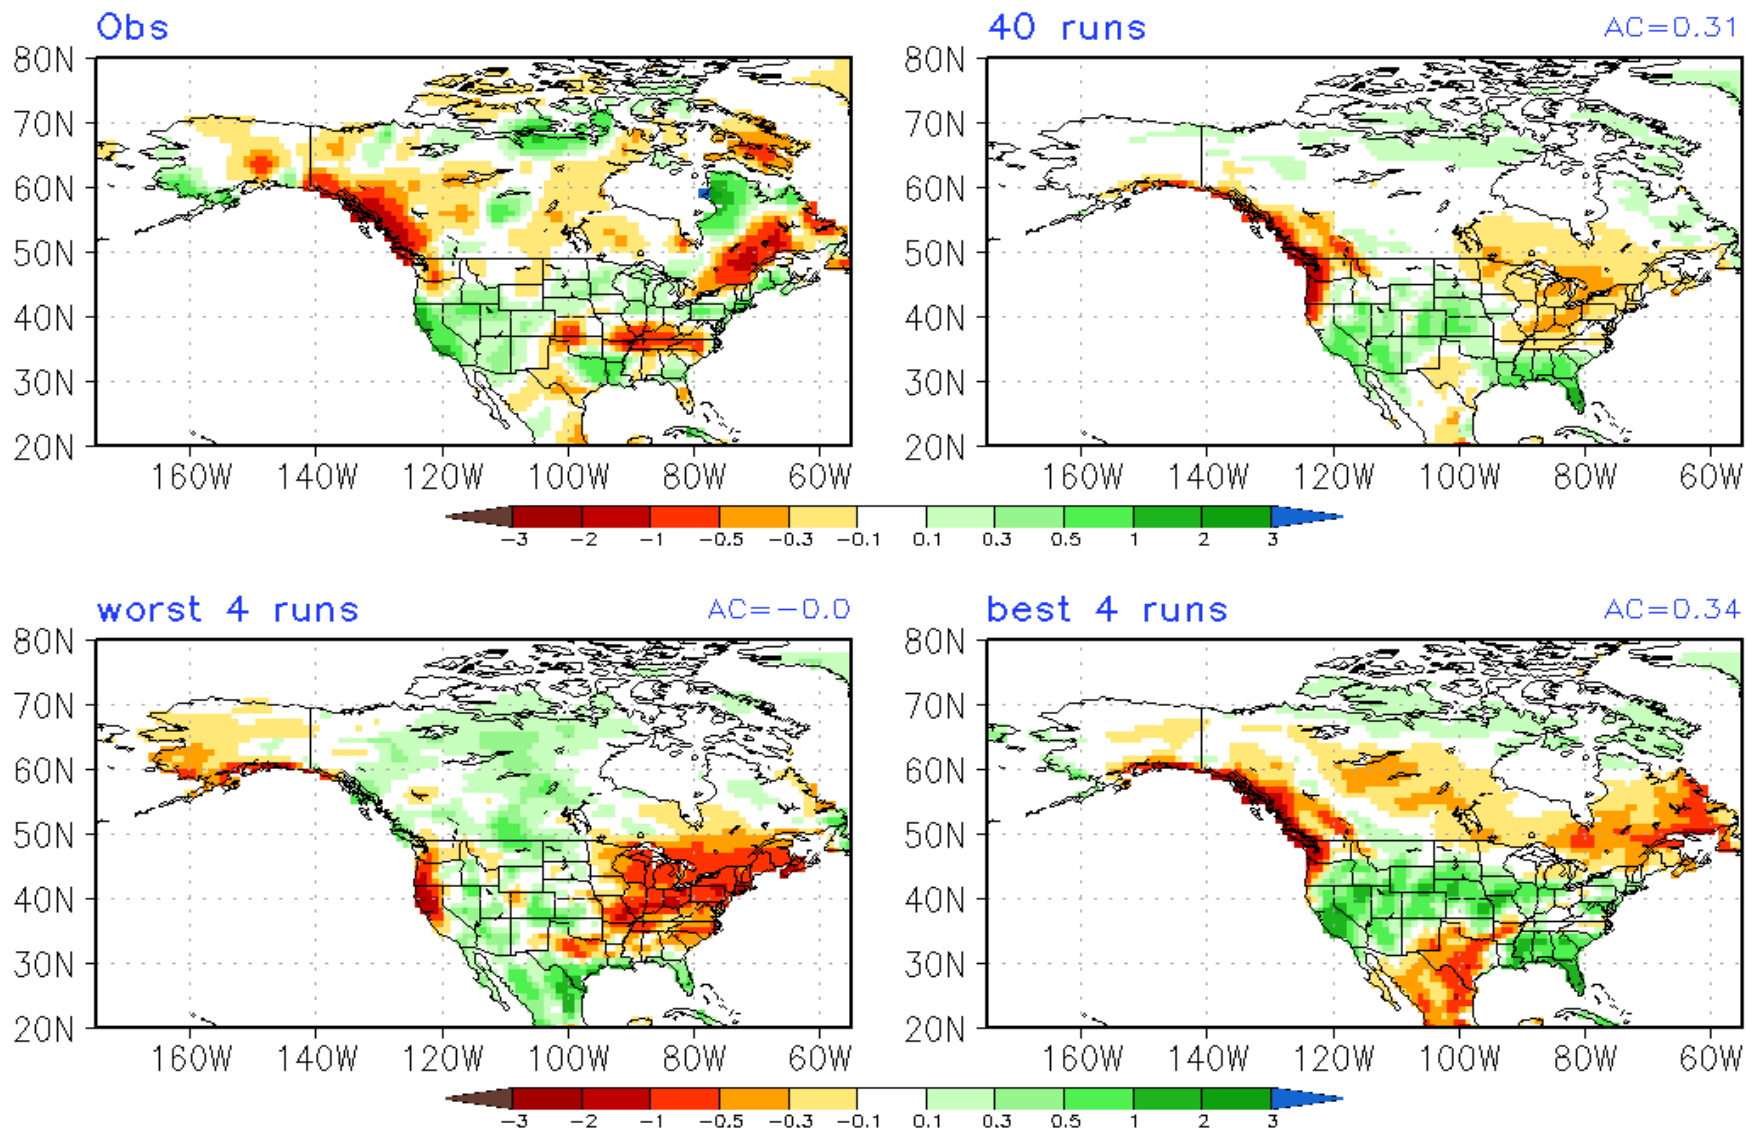 Obs
40 runs AC=0.31
80N 80N
70N 70N
60N 60N
50N 50N
40N 40N
30N 30N
20N 20N
160W 140W 120W 100W 80W 60W 160W 140W 120W 100W 80W 60W
-3 -2 -1 -0.5 -0.3 -0.1 0.1 0.3 0.5 1 2 3
worst 4 runs AC=-0.0
best 4 runs AC=0.34
80N 80N
70N 70N
60N 60N
50N 50N
40N 40N
30N 30N
20N 20N
160W 140W 120W 100W 80W 60W 160W 140W 120W 100W 80W 60W
-3 -2 -1 -0.5 -0.3 -0.1 0.1 0.3 0.5 1 2 3